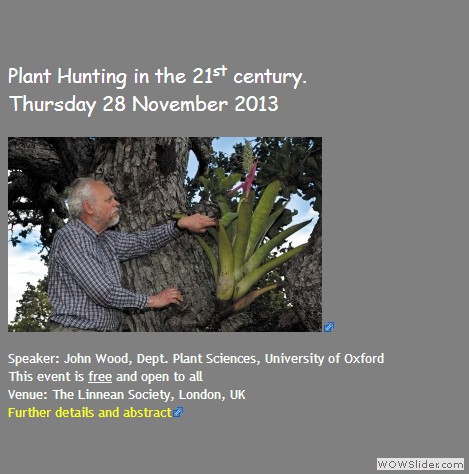 Plant Hunting in the 21st century.
Thursday 28 November 2013
Speaker: John Wood, Dept. Plant Sciences, University of Oxford
This event is free and open to all
Venue: The Linnean Society, London, UK
Further details and abstract
WOWSlider.com